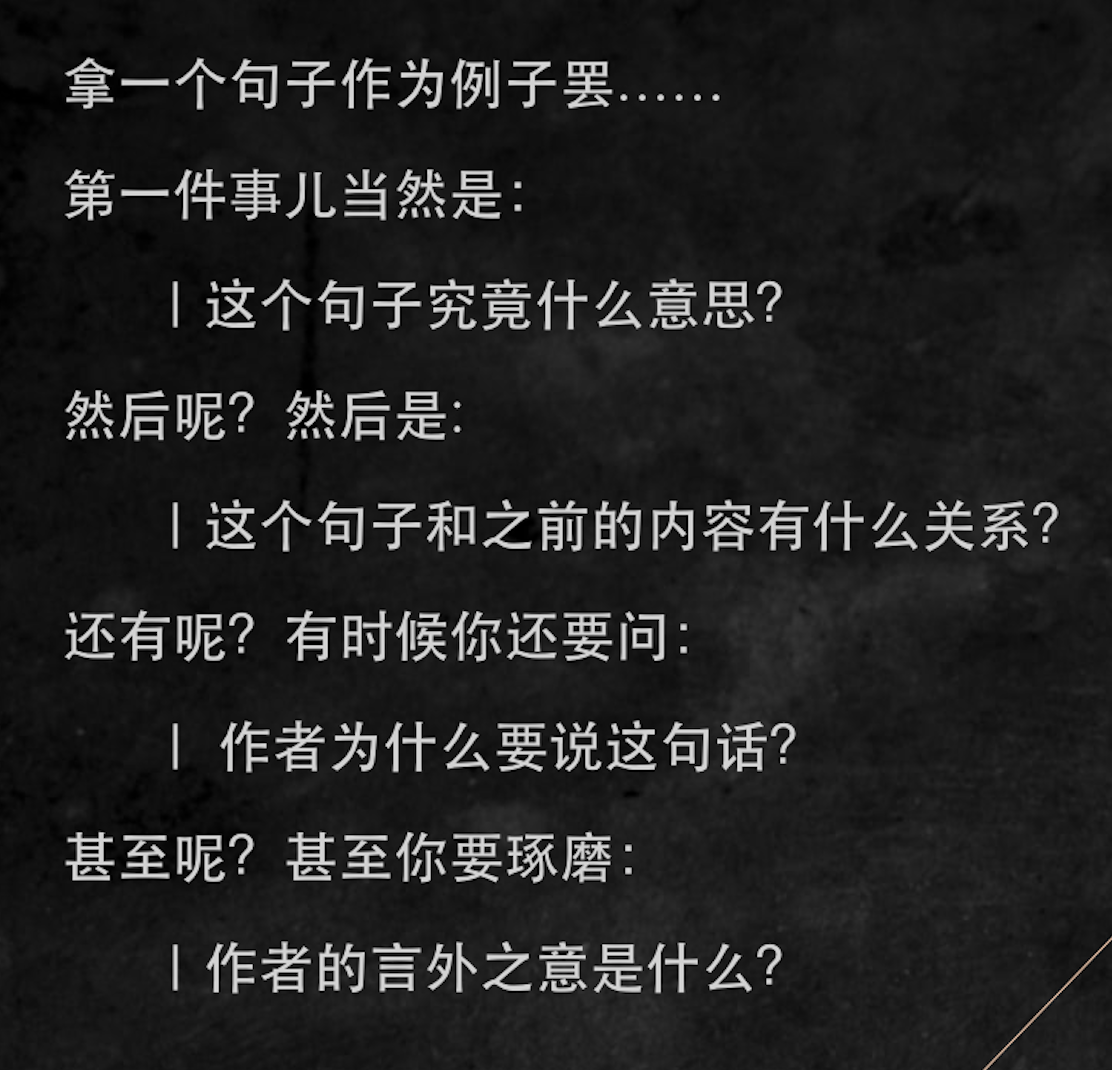 拿一个句子作为例子罢……
第一件事儿当然是：
| 这个句子究竟什么意思？
然后呢？然后是：
| 这个句子和之前的内容有什么关系？
还有呢？有时候你还要问：
| 作者为什么要说这句话？
甚至呢？甚至你要琢磨：
| 作者的言外之意是什么？